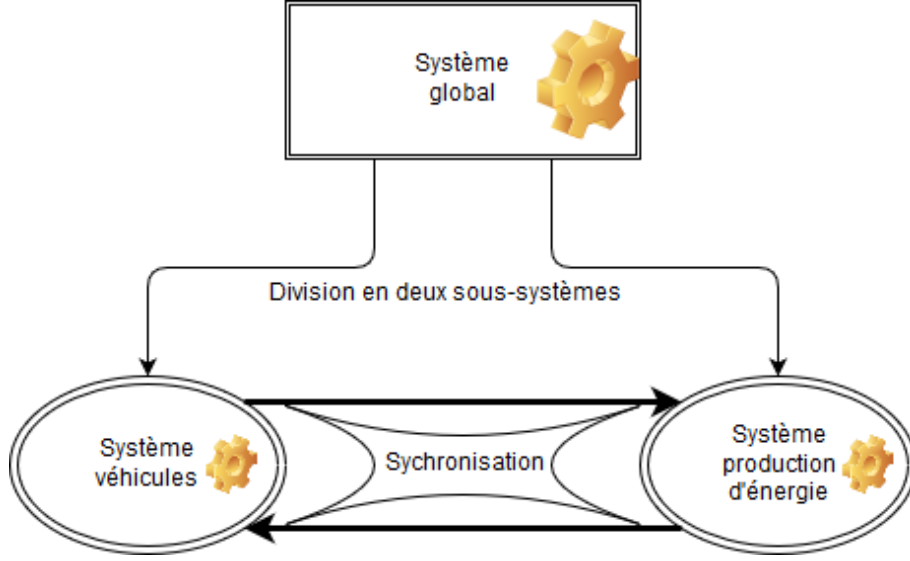 Système
global
Division en deux sous-systèmes
Système
véhicules
Sychronisation
Système
production
d'énergie